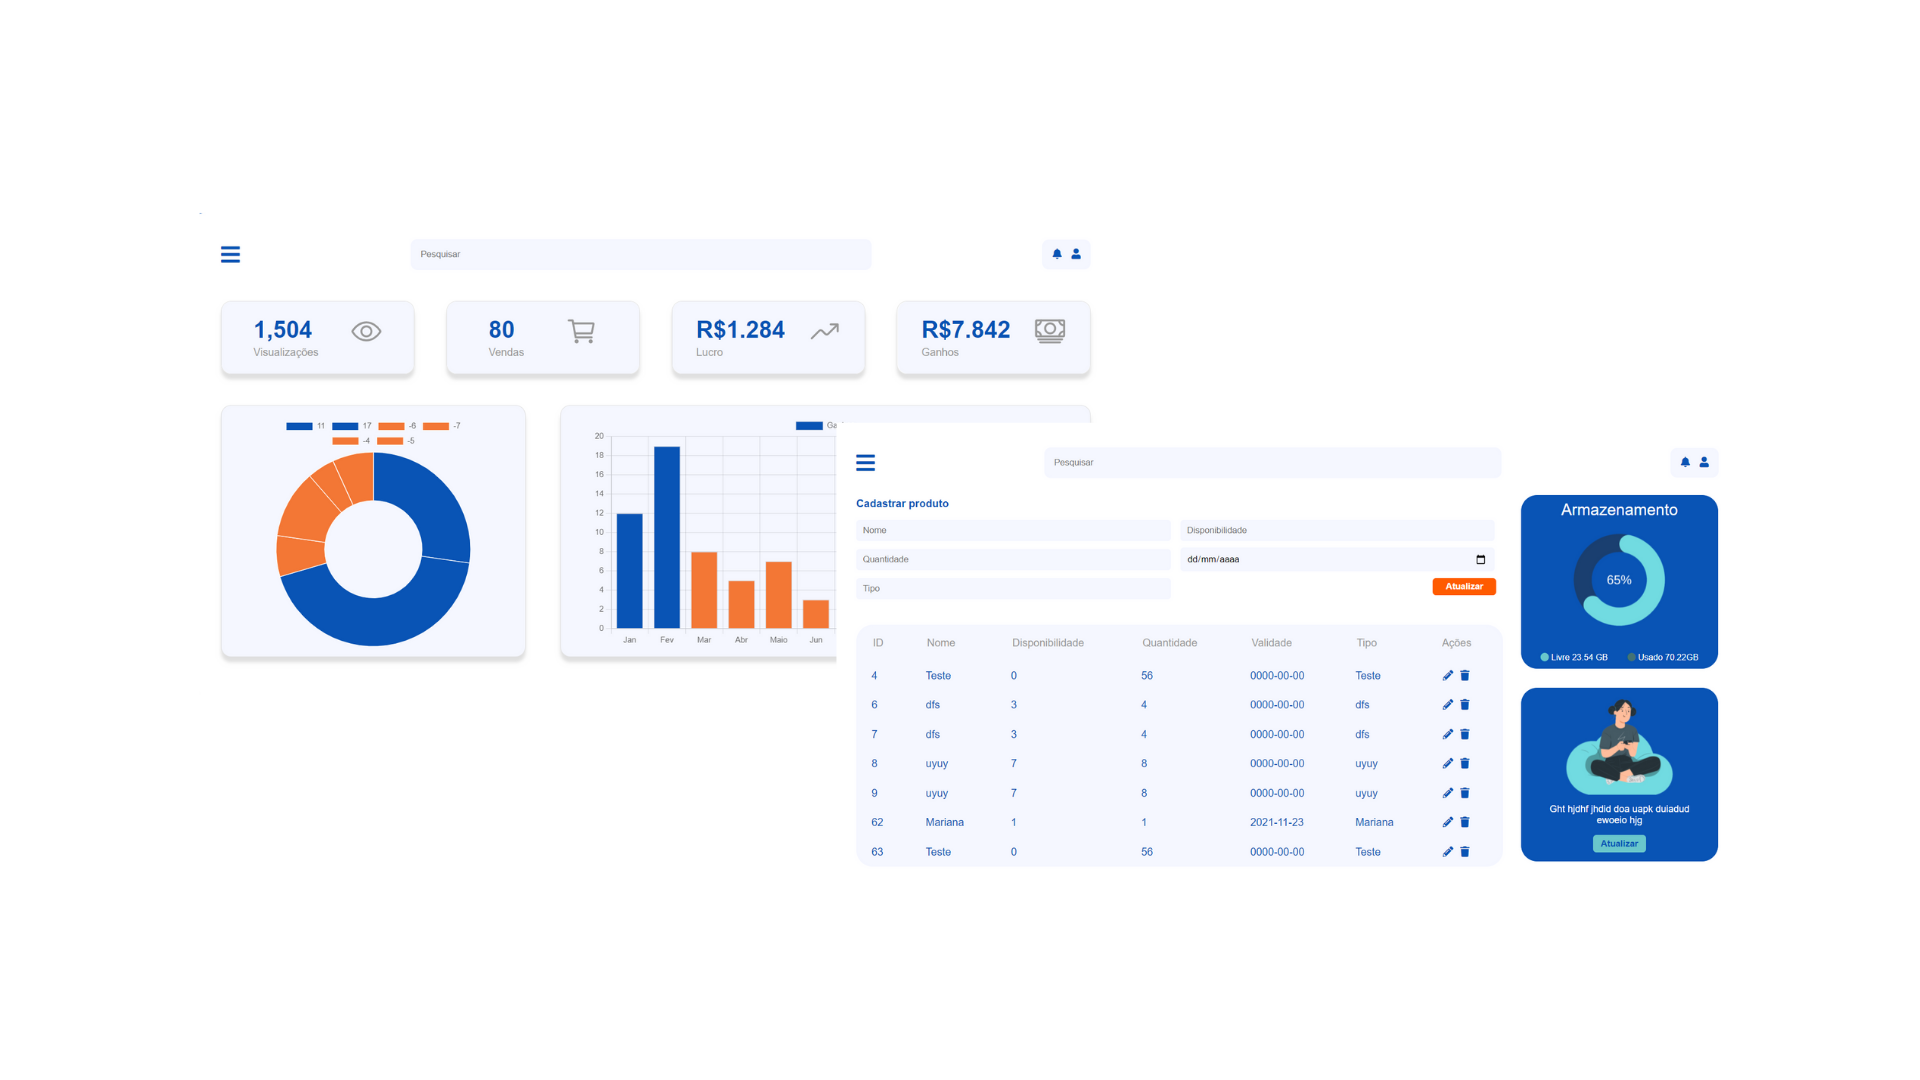 Pesquisar
1,504
Visualizações
80
Vendas
R$1.284
Lucro
R$7.842
Ganhos
11 17 -6 -7
-4 -5
Ga
20
18
16
14
12
10
8
6
4
2
0
Jan Fev Mar Abr Maio Jun
Pesquisar
Cadastrar produto
Nome Disponibilidade
Quantidade dd/mm/aaaa
Tipo Atualizar
ID Nome Disponibilidade Quantidade Validade Tipo Ações
4 Teste 0 56 0000-00-00 Teste
6 dfs 3 4 0000-00-00 dfs
7 dfs 3 4 0000-00-00 dfs
8 uyuy 7 8 0000-00-00 uyuy
9 uyuy 7 8 0000-00-00 uyuy
62 Mariana 1 1 2021-11-23 Mariana
63 Teste 0 56 0000-00-00 Teste
Armazenamento
65%
Livre 23.54 GB Usado 70.22GB
Ght hjdhf jhdid doa uapk duiadud
ewoeio hjg
Atualizar